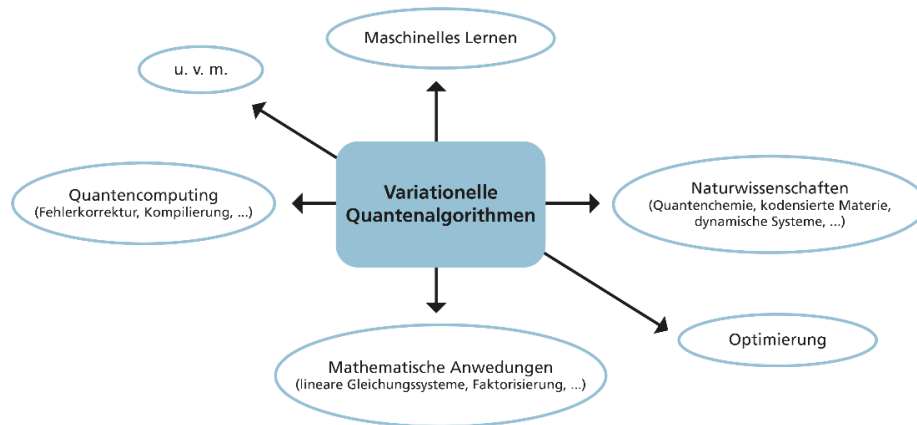 Maschinelles Lernen
u. v. m.
Quantencomputing
(Fehlerkorrektur, Kompilierung, ...)
Variationelle
Quantenalgorithmen
Naturwissenschaften
(Quantenchemie, kodensierte Materie,
dynamische Systeme, ...)
Optimierung
Mathematische Anwedungen
(lineare Gleichungssysteme, Faktorisierung, ...)